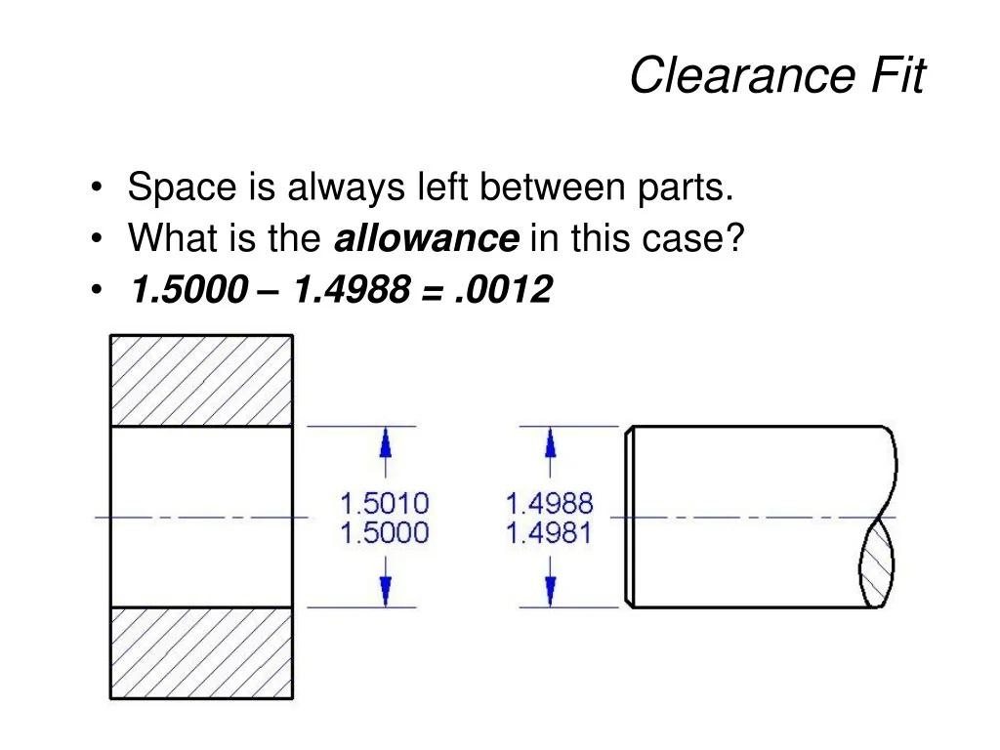 Clearance Fit
• Space is always left between parts.
• What is the allowance in this case?
• 1.5000 – 1.4988 = .0012
1.5010 1.4988
1.5000 1.4981